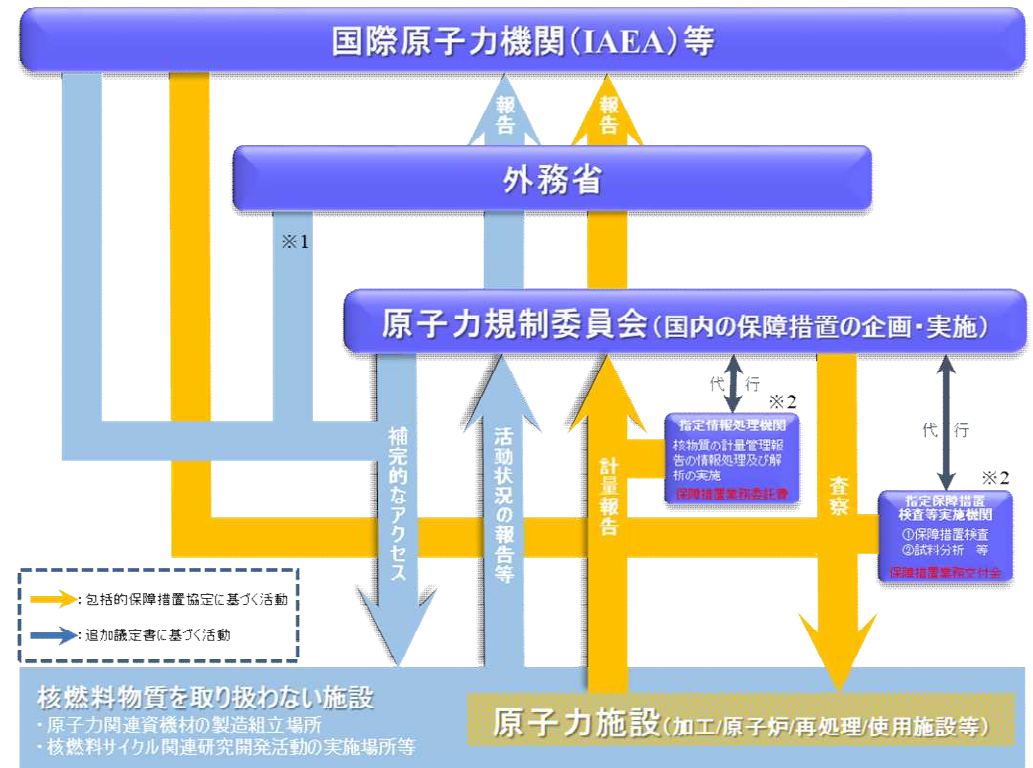 国際原子力機関（IAEA）等
報告
報告
外務省
※1
原子力規制委員会（国内の保障措置の企画・実施）
代行
※2
指定情報処理機関
核物質の計量管理報
告の情報処理及び解
析の実施
保障措置業務委託費
代行
※2
指定保障措置
検査等実施機関
①保障措置検査
②試料分析　等
保障措置業務交付金
補完的なアクセス
活動状況の報告等
計量報告
査察
：包括的保障措置協定に基づく活動
：追加議定書に基づく活動
核燃料物質を取り扱わない施設
・原子力関連資機材の製造組立場所
・核燃料サイクル関連研究開発活動の実施場所等
原子力施設（加工/原子炉/再処理/使用施設等）